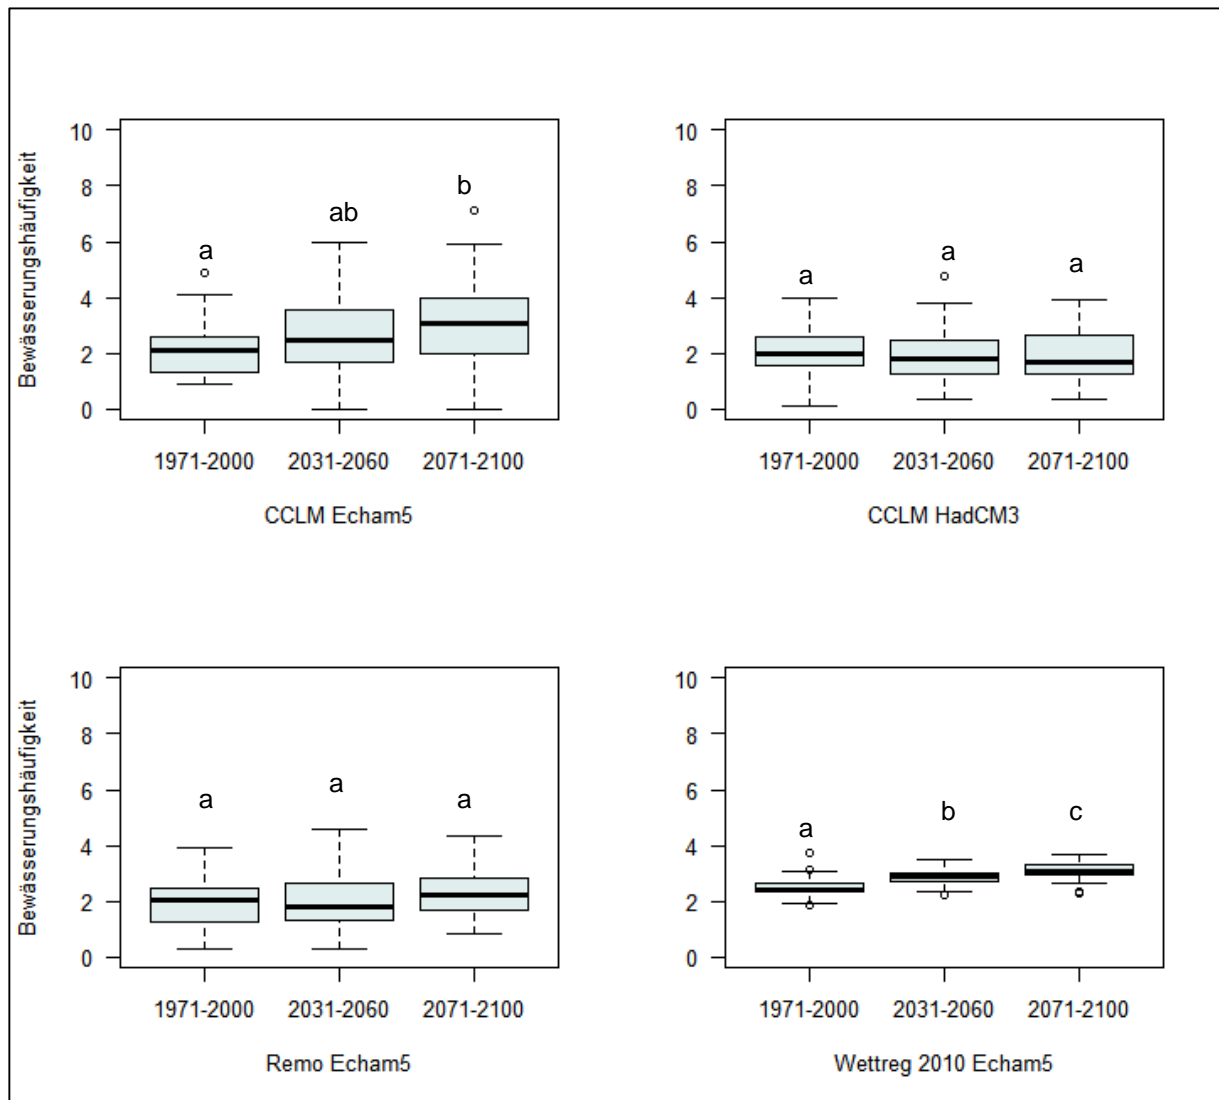 Bewässerungshäufigkeit
10
8
6
4
2
0
a
ab
b
1971-2000 2031-2060 2071-2100
CCLM Echam5
10
8
6
4
2
0
a
a
a
1971-2000 2031-2060 2071-2100
CCLM HadCM3
Bewässerungshäufigkeit
10
8
6
4
2
0
a
a
a
1971-2000 2031-2060 2071-2100
Remo Echam5
10
8
6
4
2
0
a
b
c
1971-2000 2031-2060 2071-2100
Wettreg 2010 Echam5